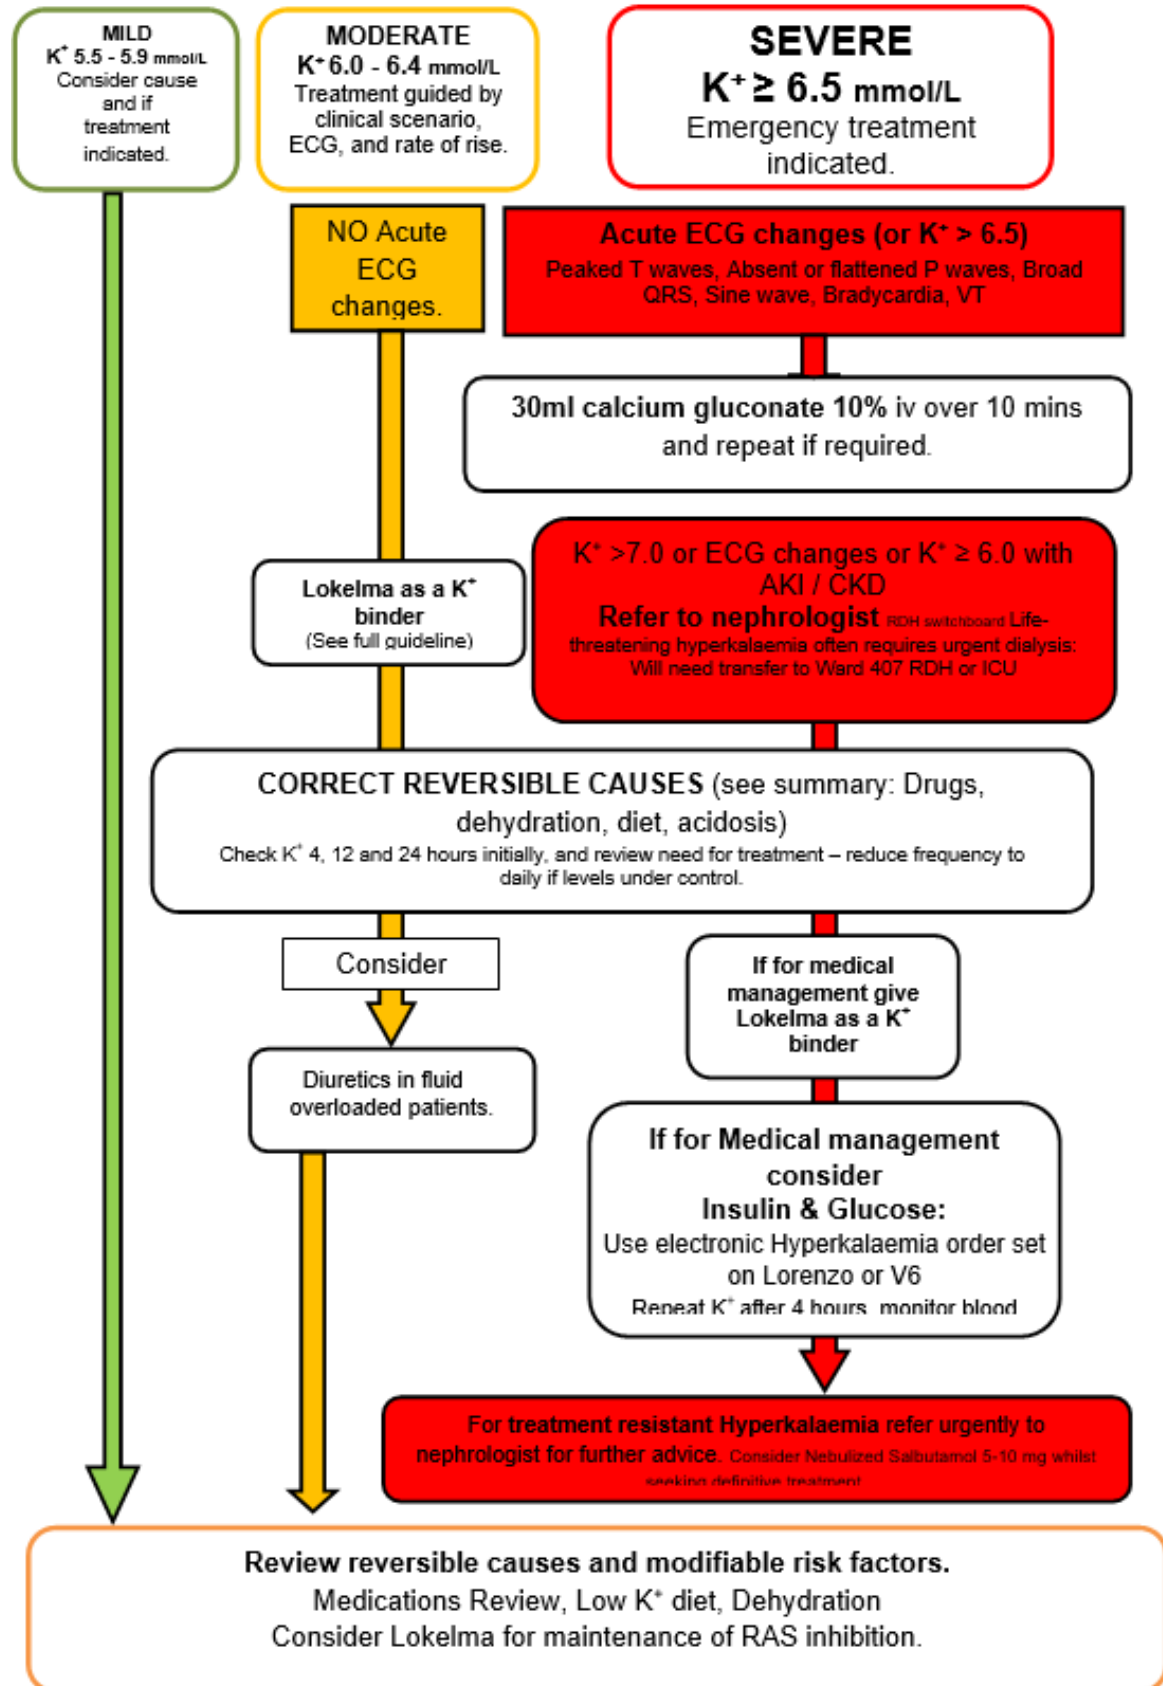 MILD
K⁺ 5.5 - 5.9 mmol/L
Consider cause
and if
treatment
indicated.
MODERATE
K⁺ 6.0 - 6.4 mmol/L
Treatment guided by
clinical scenario,
ECG, and rate of rise.
SEVERE
K⁺ ≥ 6.5 mmol/L
Emergency treatment
indicated.
NO Acute
ECG
changes.
Acute ECG changes (or K⁺ > 6.5)
Peaked T waves, Absent or flattened P waves, Broad
QRS, Sine wave, Bradycardia, VT
30ml calcium gluconate 10% iv over 10 mins
and repeat if required.
Lokelma as a K⁺
binder
(See full guideline)
K⁺ >7.0 or ECG changes or K⁺ ≥ 6.0 with
AKI / CKD
Refer to nephrologist RDH switchboard Life-
threatening hyperkalaemia often requires urgent dialysis:
Will need transfer to Ward 407 RDH or ICU
CORRECT REVERSIBLE CAUSES (see summary: Drugs,
dehydration, diet, acidosis)
Check K⁺ 4, 12 and 24 hours initially, and review need for treatment – reduce frequency to
daily if levels under control.
Consider
Diuretics in fluid
overloaded patients.
If for medical
management give
Lokelma as a K⁺
binder
If for Medical management
consider
Insulin & Glucose:
Use electronic Hyperkalaemia order set
on Lorenzo or V6
Repeat K⁺ after 4 hours monitor blood
For treatment resistant Hyperkalaemia refer urgently to
nephrologist for further advice. Consider Nebulized Salbutamol 5-10 mg whilst
seeking definitive treatment
Review reversible causes and modifiable risk factors.
Medications Review, Low K⁺ diet, Dehydration
Consider Lokelma for maintenance of RAS inhibition.